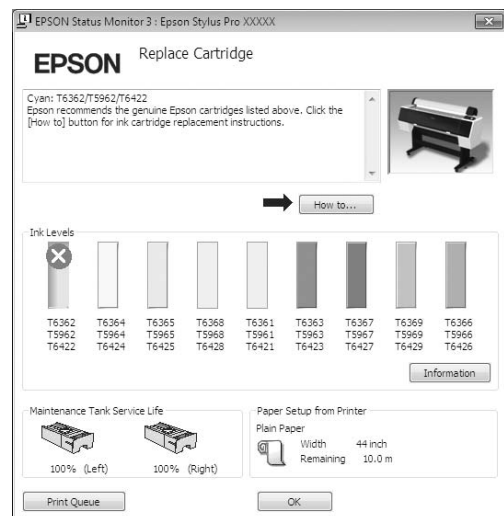 EPSON Status Monitor 3 : Epson Stylus Pro XXXXX
EPSON
Replace Cartridge
Cyan: T6362/T5962/T6422
Epson recommends the genuine Epson cartridges listed above. Click the
[How to] button for ink cartridge replacement instructions.
How to...
Ink Levels
T6362 T6364 T6365 T6368 T6361 T6363 T6367 T6369 T6366
T5962 T5964 T5965 T5968 T5961 T5963 T5967 T5969 T5966
T6422 T6424 T6425 T6428 T6421 T6423 T6427 T6429 T6426
Information
Maintenance Tank Service Life
100% (Left) 100% (Right)
Paper Setup from Printer
Plain Paper
Width 44 inch
Remaining 10.0 m
Print Queue
OK